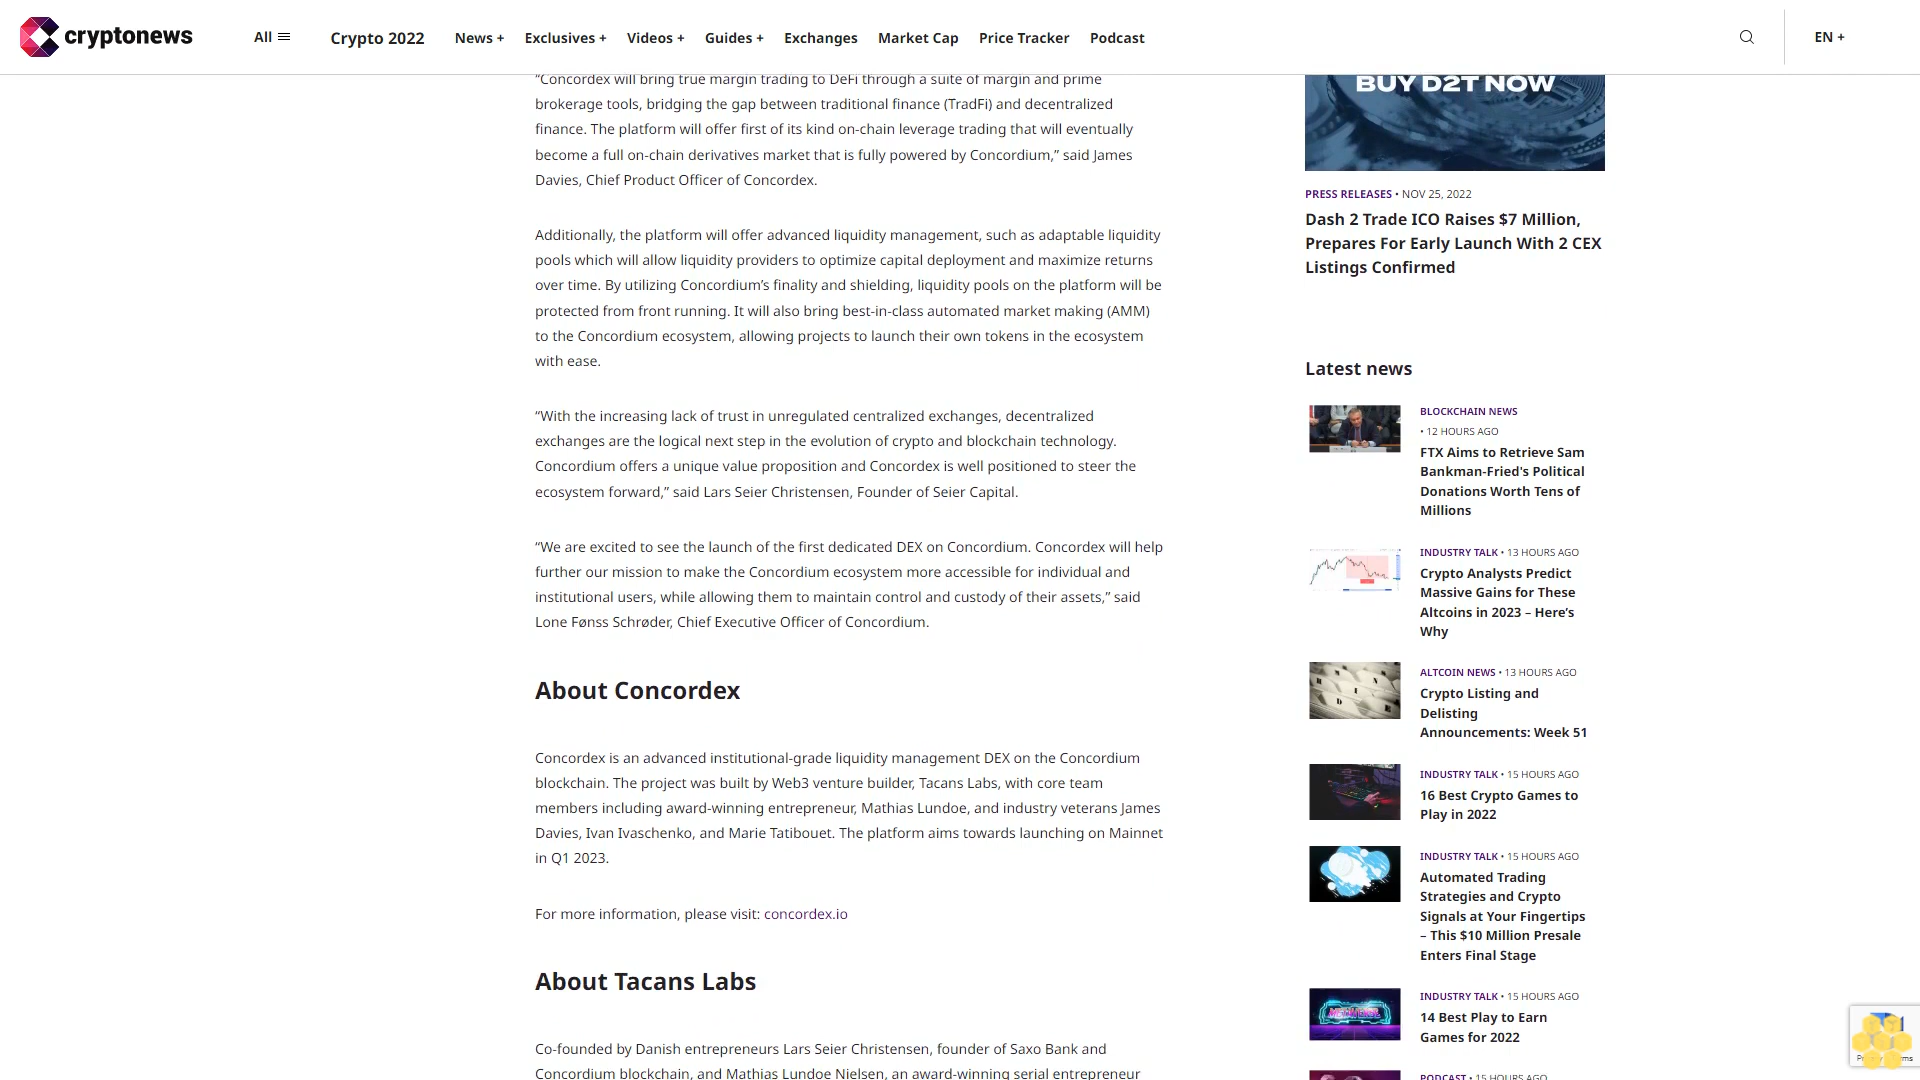 cryptonews
All
Crypto 2022
News +
Exclusives +
Videos +
Guides +
Exchanges
Market Cap
Price Tracker
Podcast
EN +
“Concordex will bring true margin trading to DeFi through a suite of margin and prime
brokerage tools, bridging the gap between traditional finance (TradFi) and decentralized
finance. The platform will offer first of its kind on-chain leverage trading that will eventually
become a full on-chain derivatives market that is fully powered by Concordium,” said James
Davies, Chief Product Officer of Concordex.
Additionally, the platform will offer advanced liquidity management, such as adaptable liquidity
pools which will allow liquidity providers to optimize capital deployment and maximize returns
over time. By utilizing Concordium’s finality and shielding, liquidity pools on the platform will be
protected from front running. It will also bring best-in-class automated market making (AMM)
to the Concordium ecosystem, allowing projects to launch their own tokens in the ecosystem
with ease.
“With the increasing lack of trust in unregulated centralized exchanges, decentralized
exchanges are the logical next step in the evolution of crypto and blockchain technology.
Concordium offers a unique value proposition and Concordex is well positioned to steer the
ecosystem forward,” said Lars Seier Christensen, Founder of Seier Capital.
“We are excited to see the launch of the first dedicated DEX on Concordium. Concordex will help
further our mission to make the Concordium ecosystem more accessible for individual and
institutional users, while allowing them to maintain control and custody of their assets,” said
Lone Fønss Schrøder, Chief Executive Officer of Concordium.
About Concordex
Concordex is an advanced institutional-grade liquidity management DEX on the Concordium
blockchain. The project was built by Web3 venture builder, Tacans Labs, with core team
members including award-winning entrepreneur, Mathias Lundoe, and industry veterans James
Davies, Ivan Ivaschenko, and Marie Tatibouet. The platform aims towards launching on Mainnet
in Q1 2023.
For more information, please visit: concordex.io
About Tacans Labs
Co-founded by Danish entrepreneurs Lars Seier Christensen, founder of Saxo Bank and
Concordium blockchain, and Mathias Lundoe Nielsen, an award-winning serial entrepreneur
BUY D2T NOW
PRESS RELEASES • NOV 25, 2022
Dash 2 Trade ICO Raises $7 Million,
Prepares For Early Launch With 2 CEX
Listings Confirmed
Latest news
BLOCKCHAIN NEWS
• 12 HOURS AGO
FTX Aims to Retrieve Sam
Bankman-Fried's Political
Donations Worth Tens of
Millions
INDUSTRY TALK • 13 HOURS AGO
Crypto Analysts Predict
Massive Gains for These
Altcoins in 2023 – Here’s
Why
ALTCOIN NEWS • 13 HOURS AGO
Crypto Listing and
Delisting
Announcements: Week 51
INDUSTRY TALK • 15 HOURS AGO
16 Best Crypto Games to
Play in 2022
INDUSTRY TALK • 15 HOURS AGO
Automated Trading
Strategies and Crypto
Signals at Your Fingertips
– This $10 Million Presale
Enters Final Stage
METAVERSE
INDUSTRY TALK • 15 HOURS AGO
14 Best Play to Earn
Games for 2022
PODCAST • 15 HOURS AGO